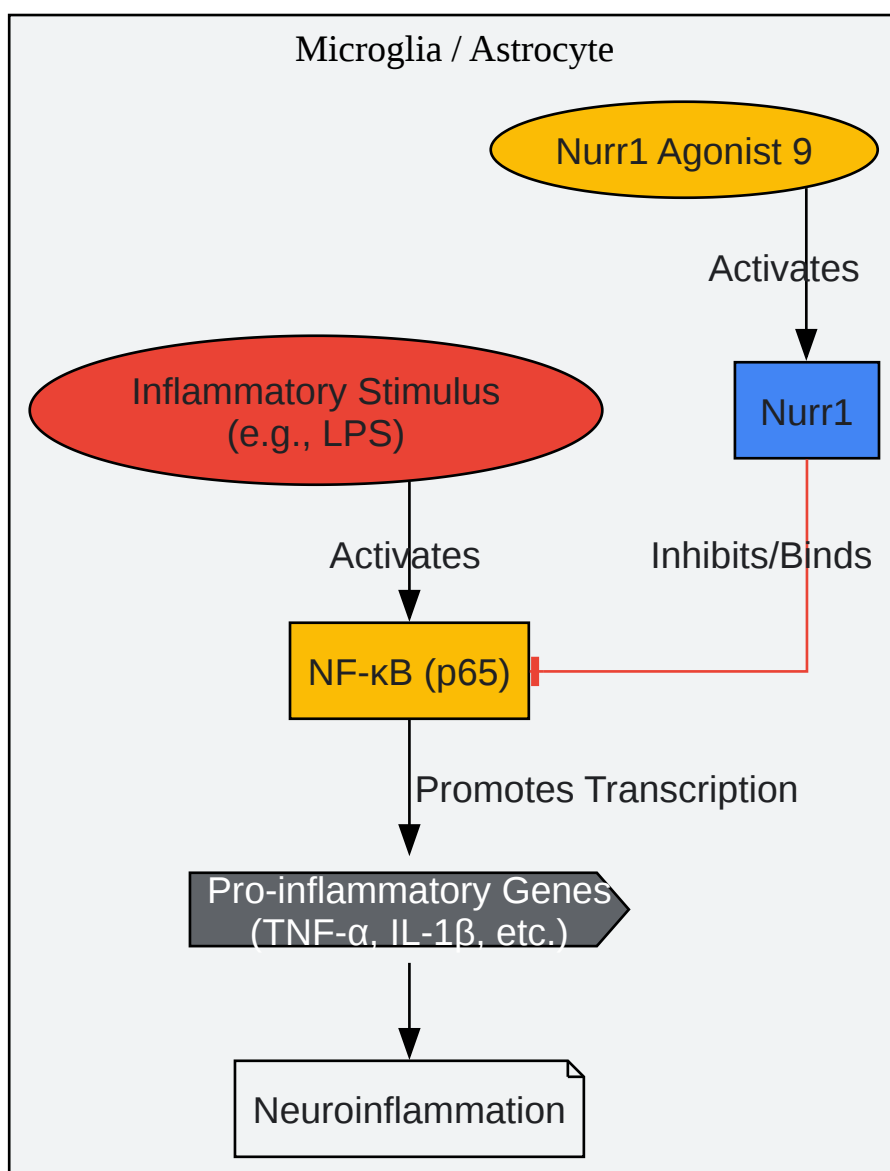 Microglia / Astrocyte
Nurr1 Agonist 9
Activates
Inflammatory Stimulus
(e.g., LPS)
Nurr1
Activates
Inhibits/Binds
NF-κB (p65)
Promotes Transcription
Pro-inflammatory Genes
(TNF-α, IL-1β, etc.)
Neuroinflammation